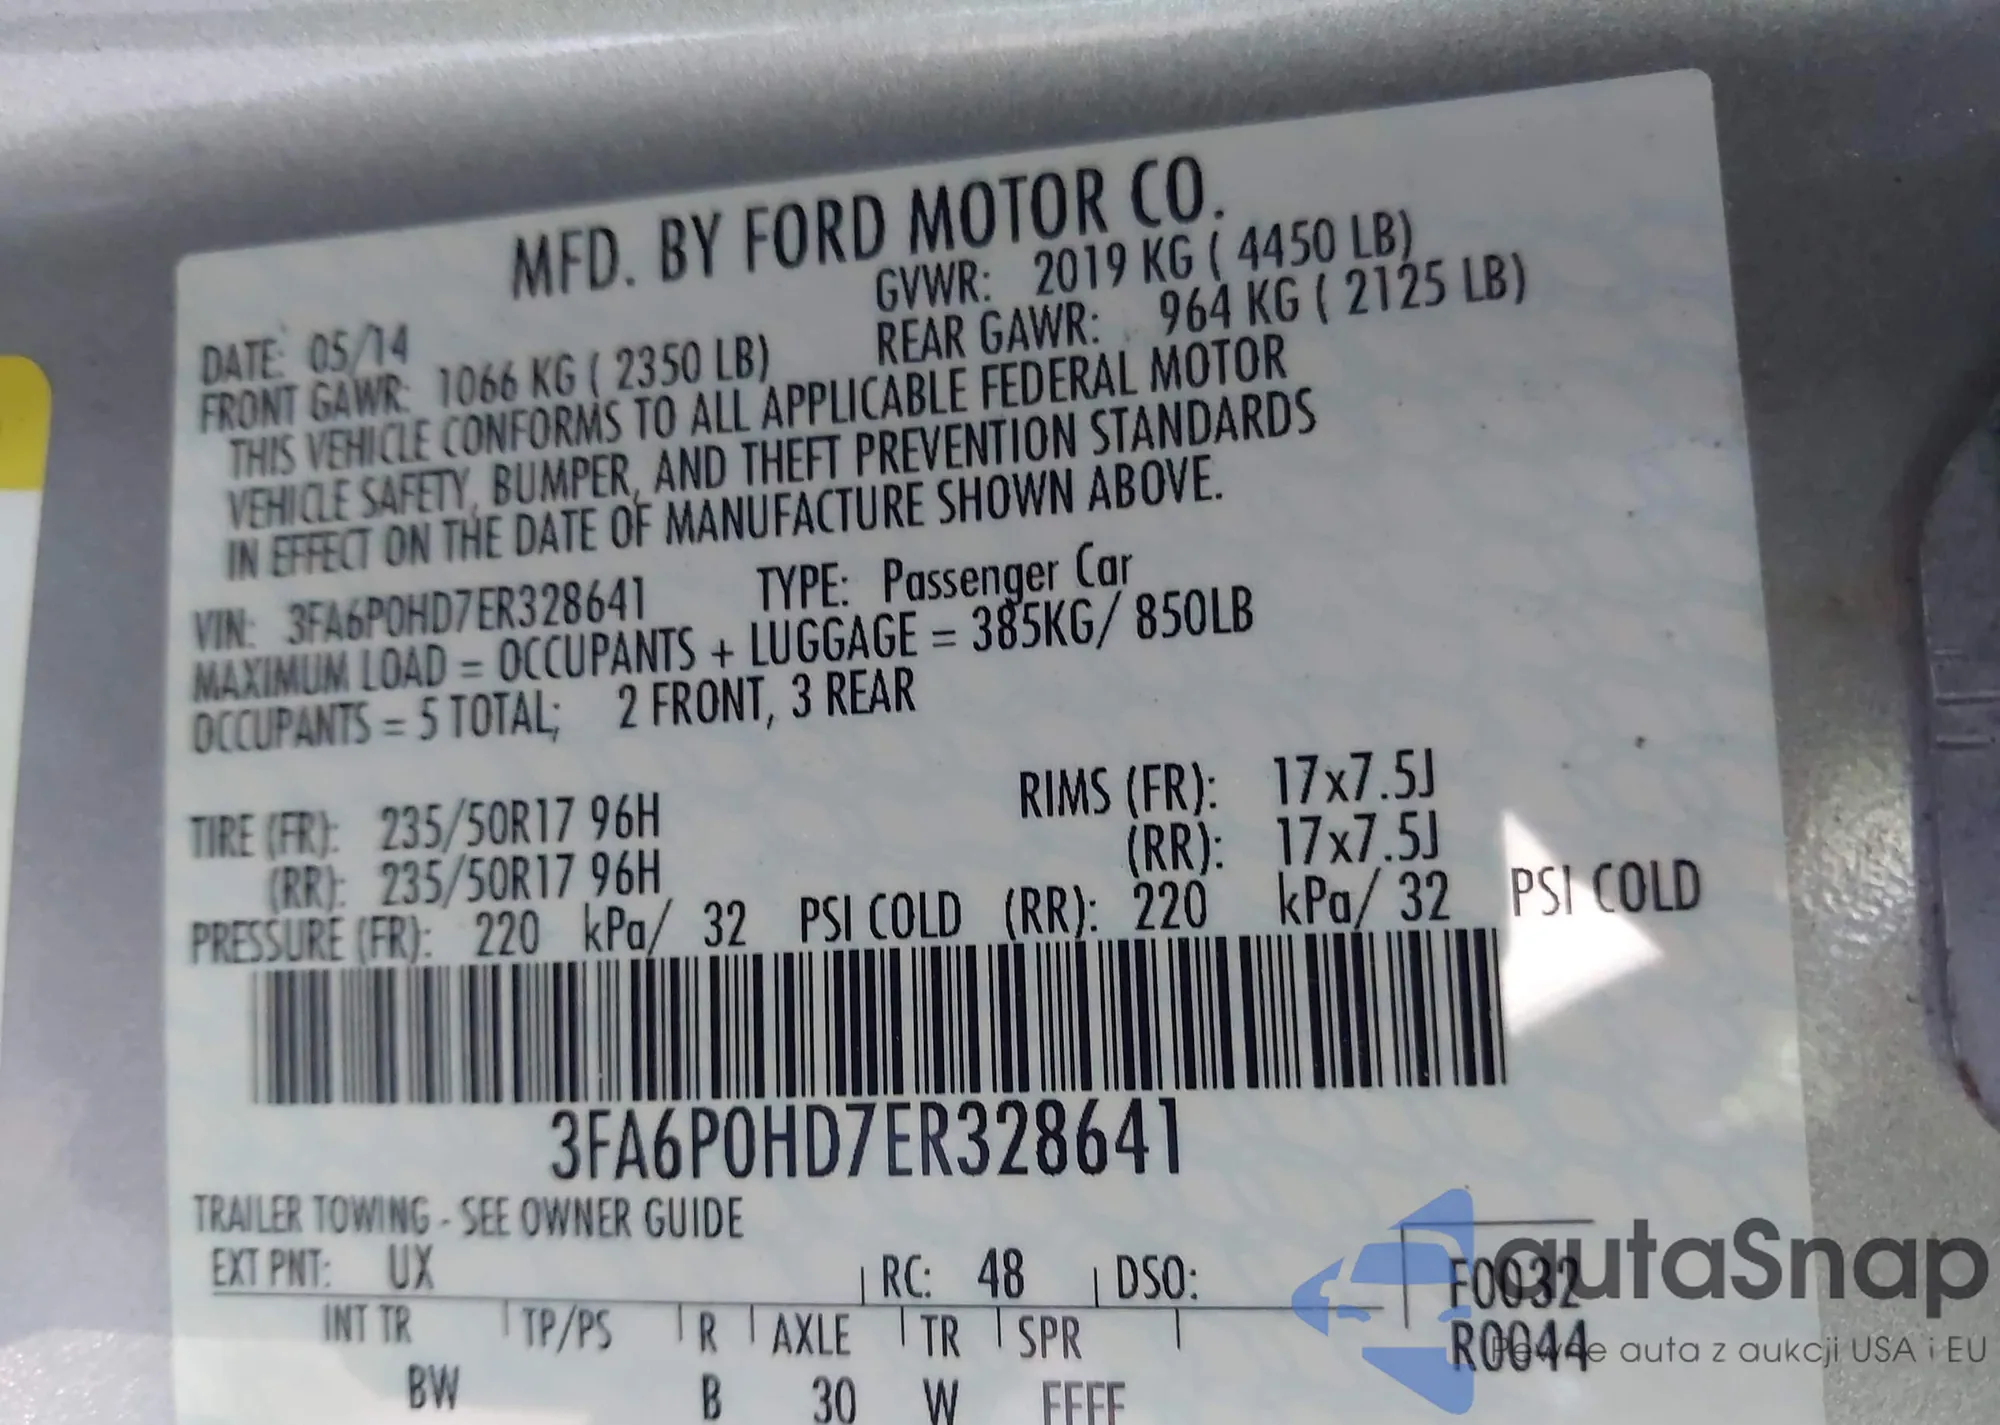 MFD. BY FORD MOTOR CO.
DATE: 05/14 GVWR: 2019 KG ( 4450 LB)
FRONT GAWR: 1066 KG ( 2350 LB) REAR GAWR: 964 KG ( 2125 LB)
THIS VEHICLE CONFORMS TO ALL APPLICABLE FEDERAL MOTOR
VEHICLE SAFETY, BUMPER, AND THEFT PREVENTION STANDARDS
IN EFFECT ON THE DATE OF MANUFACTURE SHOWN ABOVE.
VIN: 3FA6P0HD7ER328641 TYPE: Passenger Car
MAXIMUM LOAD = OCCUPANTS + LUGGAGE = 385KG/ 850LB
OCCUPANTS = 5 TOTAL; 2 FRONT, 3 REAR
TIRE (FR): 235/50R17 96H RIMS (FR): 17x7.5J
(RR): 235/50R17 96H (RR): 17x7.5J
PRESSURE (FR): 220 kPa/ 32 PSI COLD (RR): 220 kPa/ 32 PSI COLD
3FA6P0HD7ER328641
TRAILER TOWING - SEE OWNER GUIDE
EXT PNT: UX RC: 48 DSO: F0032
INT TR TP/PS R AXLE TR SPR R0044
BW B 30 W FFFF
autaSnap
Pewne auta z aukcji USA i EU